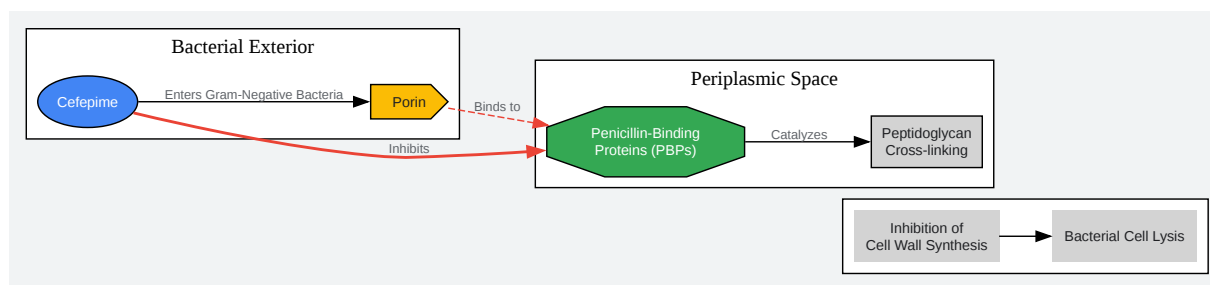 Bacterial Exterior
Cefepime
Enters Gram-Negative Bacteria
Porin
Binds to
Inhibits
Periplasmic Space
Penicillin-Binding
Proteins (PBPs)
Catalyzes
Peptidoglycan
Cross-linking
Inhibition of
Cell Wall Synthesis
Bacterial Cell Lysis